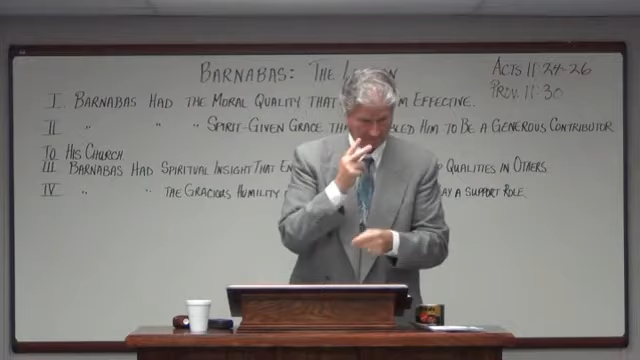 BARNABAS: THE L N
ACTS 11:24-26
PROV. 11:30
I. BARNABAS HAD THE MORAL QUALITY THAT M EFFECTIVE.
II " " " SPIRIT-GIVEN GRACE THA LED HIM TO BE A GENEROUS CONTRIBUTOR
TO HIS CHURCH
III. BARNABAS HAD SPIRITUAL INSIGHT THAT EN QUALITIES IN OTHERS
IV " " THE GRACIOUS HUMILITY AY A SUPPORT ROLE